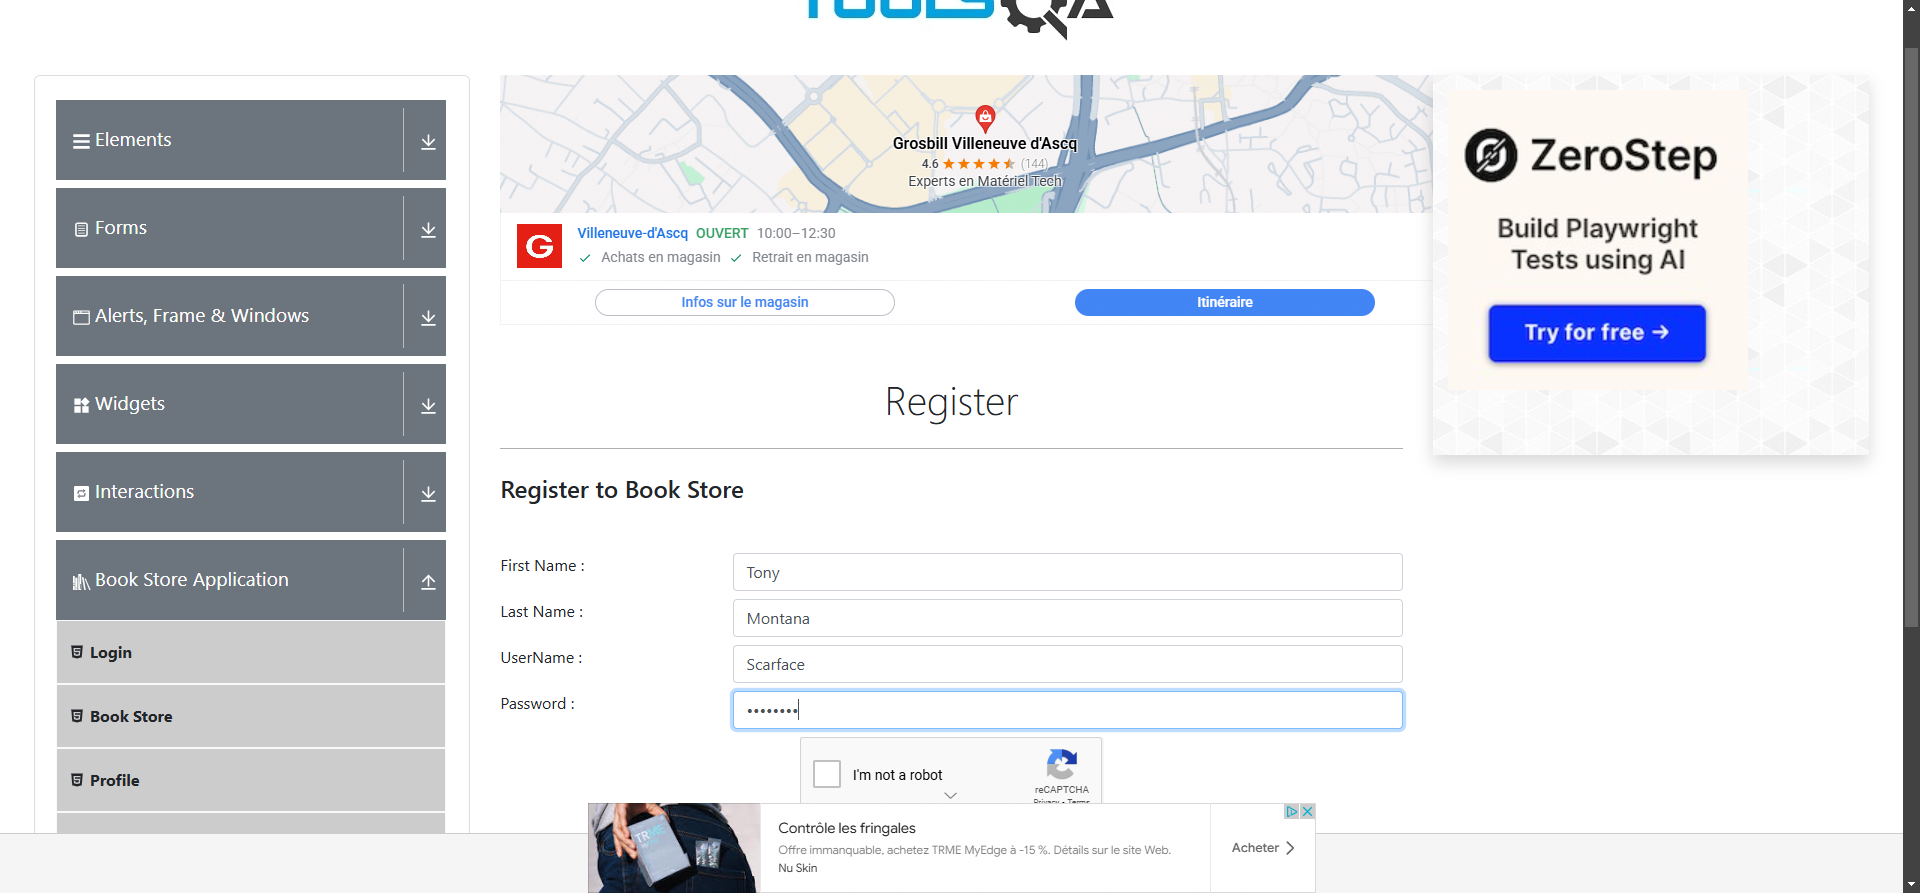 TOOLSQA
Elements
Forms
Alerts, Frame & Windows
Widgets
Interactions
Book Store Application
Login
Book Store
Profile
Grosbill Villeneuve d'Ascq
4.6 (144)
Experts en Matériel Tech
G
Villeneuve-d'Ascq OUVERT 10:00–12:30
Achats en magasin Retrait en magasin
Infos sur le magasin
Itinéraire
ZeroStep
Build Playwright
Tests using AI
Try for free →
Register
Register to Book Store
First Name :
Tony
Last Name :
Montana
UserName :
Scarface
Password :
••••••••
I'm not a robot
reCAPTCHA
Privacy • Terms
TRME
Contrôle les fringales
Offre immanquable, achetez TRME MyEdge à -15 %. Détails sur le site Web.
Nu Skin
Acheter